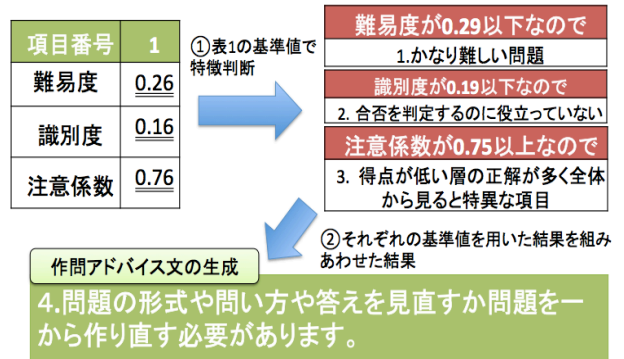 項目番号 1
難易度 0.26
識別度 0.16
注意係数 0.76
①表1の基準値で
特徴判断
難易度が0.29以下なので
1.かなり難しい問題
識別度が0.19以下なので
2. 合否を判定するのに役立っていない
注意係数が0.75以上なので
3. 得点が低い層の正解が多く全体
から見ると特異な項目
②それぞれの基準値を用いた結果を組み
あわせた結果
作問アドバイス文の生成
4.問題の形式や問い方や答えを見直すか問題を一
から作り直す必要があります。